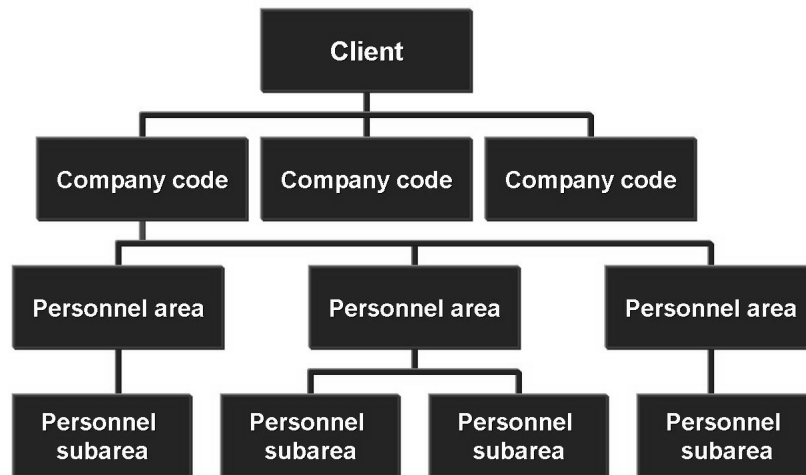 Client
Company code
Company code
Company code
Personnel area
Personnel area
Personnel area
Personnel
subarea
Personnel
subarea
Personnel
subarea
Personnel
subarea